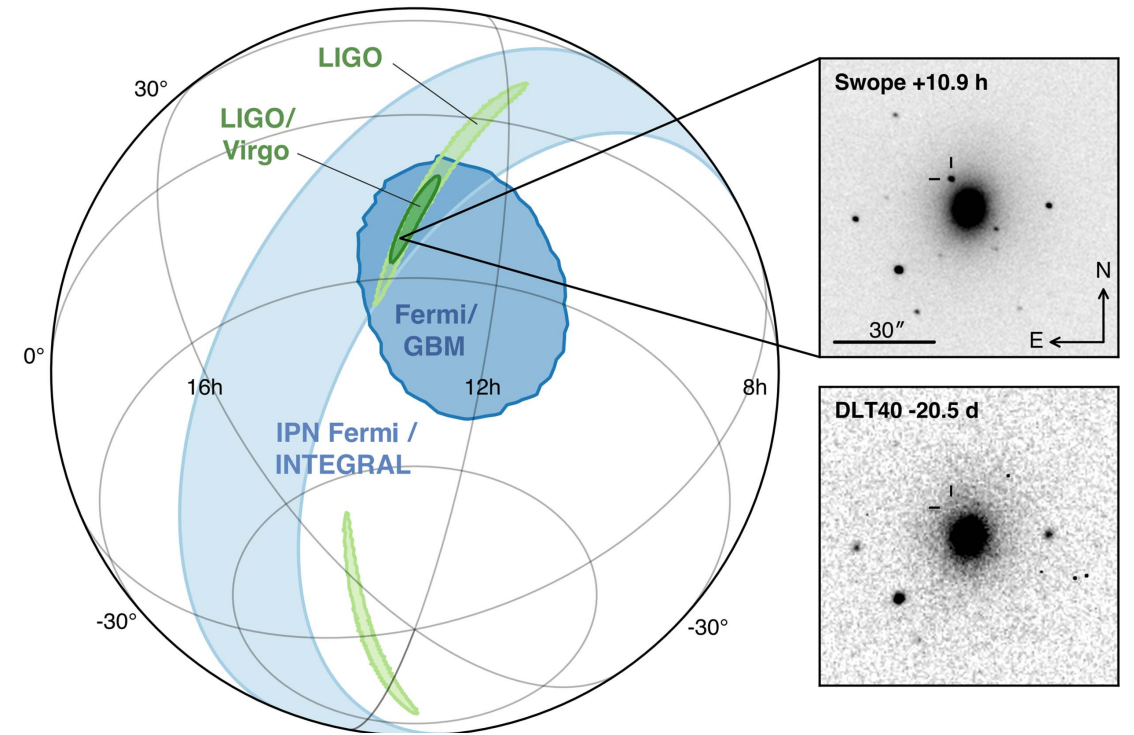 LIGO
30°
LIGO/
Virgo
Swope +10.9 h
N
Fermi/
GBM
30″
E
0°
16h
12h
8h
DLT40 -20.5 d
IPN Fermi /
INTEGRAL
-30°
-30°